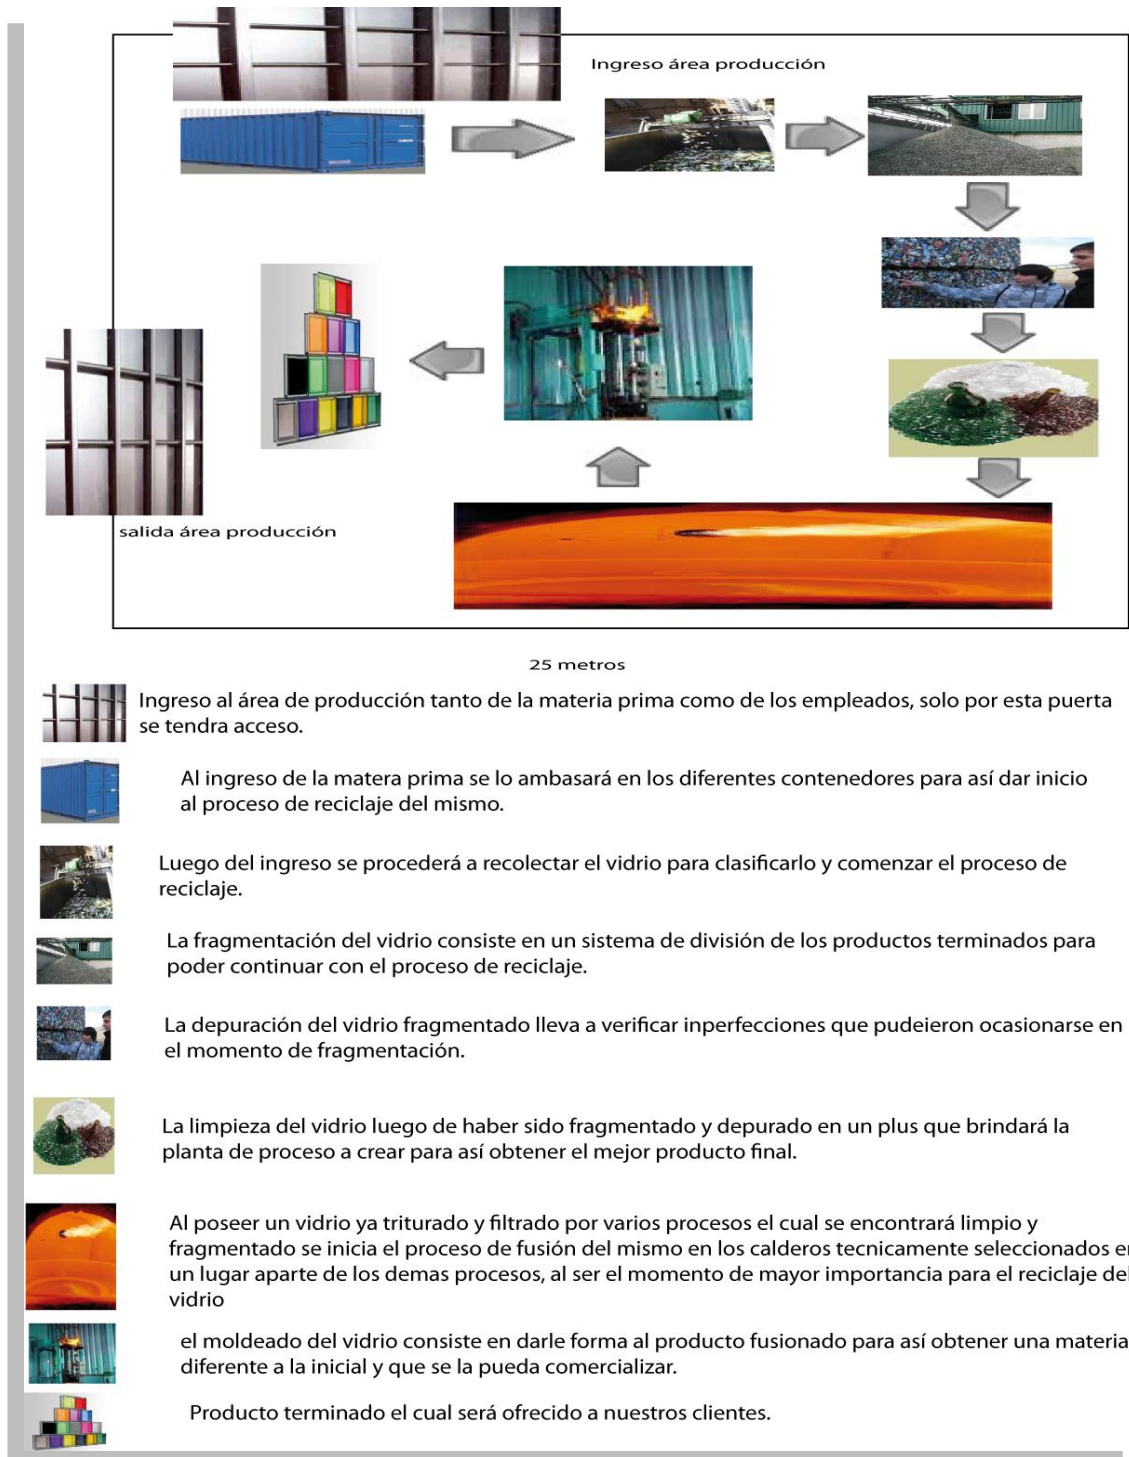 Ingreso área producción
salida área producción
25 metros
Ingreso al área de producción tanto de la materia prima como de los empleados, solo por esta puerta
se tendra acceso.
Al ingreso de la matera prima se lo ambasará en los diferentes contenedores para así dar inicio
al proceso de reciclaje del mismo.
Luego del ingreso se procederá a recolectar el vidrio para clasificarlo y comenzar el proceso de
reciclaje.
La fragmentación del vidrio consiste en un sistema de división de los productos terminados para
poder continuar con el proceso de reciclaje.
La depuración del vidrio fragmentado lleva a verificar inperfecciones que pudeieron ocasionarse en
el momento de fragmentación.
La limpieza del vidrio luego de haber sido fragmentado y depurado en un plus que brindará la
planta de proceso a crear para así obtener el mejor producto final.
Al poseer un vidrio ya triturado y filtrado por varios procesos el cual se encontrará limpio y
fragmentado se inicia el proceso de fusión del mismo en los calderos tecnicamente seleccionados en
un lugar aparte de los demas procesos, al ser el momento de mayor importancia para el reciclaje del
vidrio
el moldeado del vidrio consiste en darle forma al producto fusionado para así obtener una materia
diferente a la inicial y que se la pueda comercializar.
Producto terminado el cual será ofrecido a nuestros clientes.